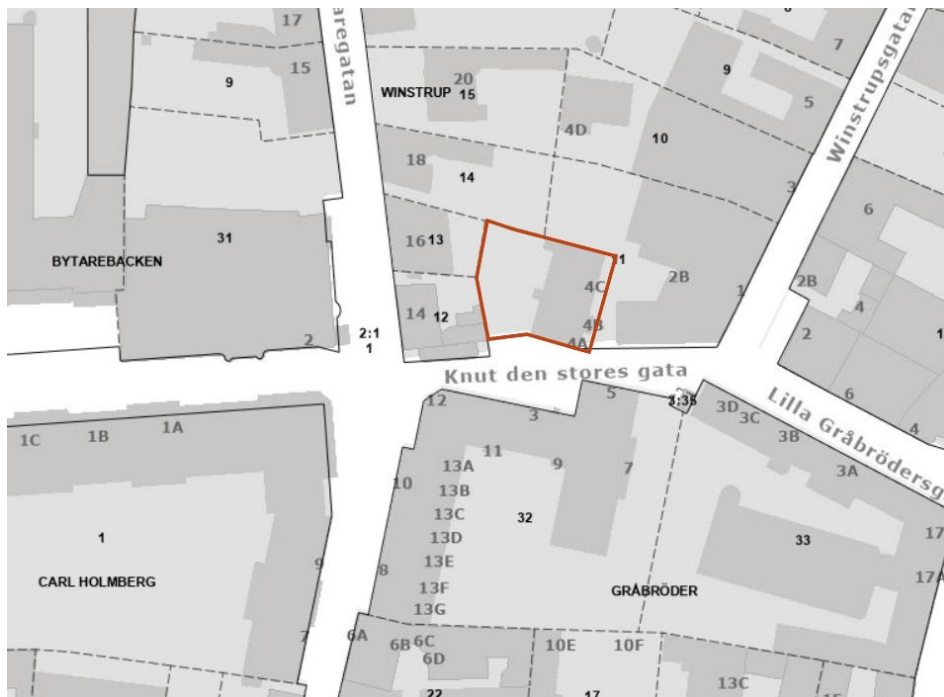 17
aregatan
6
7
15
9
WINSTRUP
20
15
9
5
Winstrupsgatan
4D
10
18
14
3
6
16
13
31
11
BYTAREBACKEN
4C
2B
1
2B
4
14
12
2:1
1
2
4B
4A
2
1
Knut den stores gata
Lilla Gråbrödersg
6
4
12
3
5
3:35
3D
3C
3B
3A
1C
1B
1A
11
13A
9
7
10
13B
13C
13D
13E
13F
13G
32
33
17
17A
1
CARL HOLMBERG
9
8
GRÅBRÖDER
7
6A
6B
6C
6D
10E
10F
13C
22
17